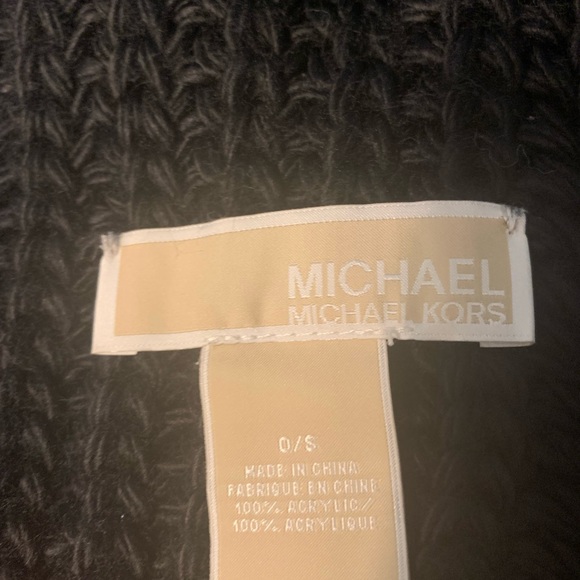 MICHAEL
MICHAEL KORS
O/S
MADE IN CHINA
FABRIQUE EN CHINE
100% ACRYLIC/
100% ACRYLIQUE